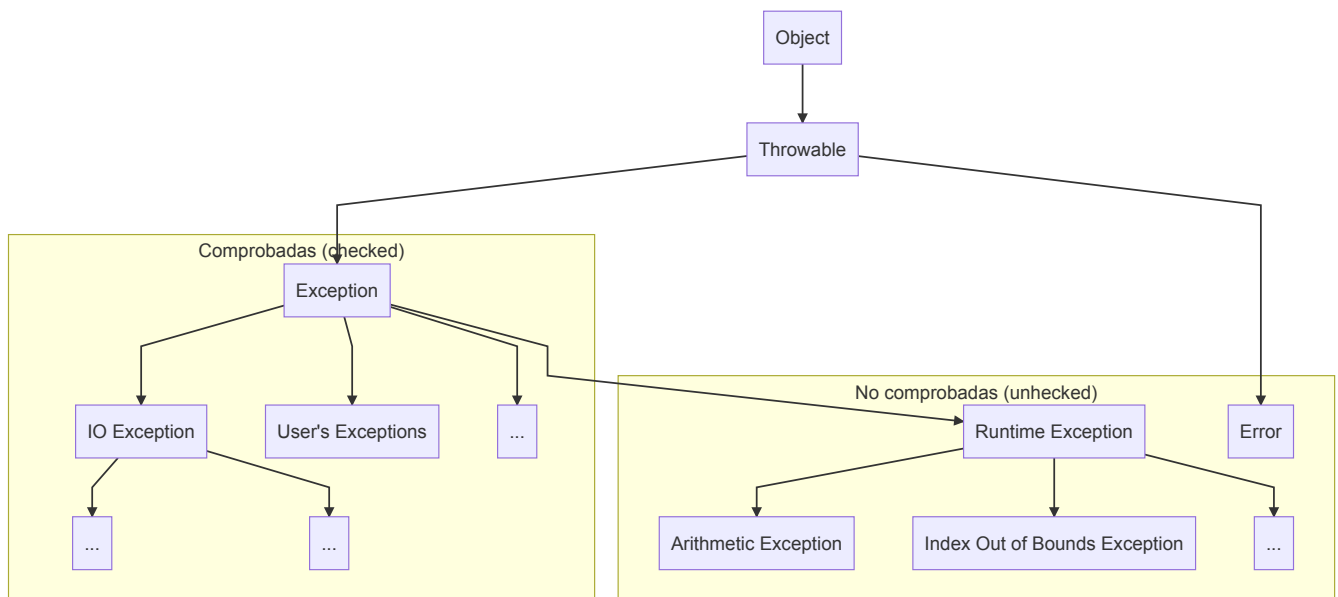 Object
Throwable
Comprobadas (checked)
Exception
No comprobadas (unhecked)
IO Exception
User's Exceptions
...
Runtime Exception
Error
...
...
Arithmetic Exception
Index Out of Bounds Exception
...